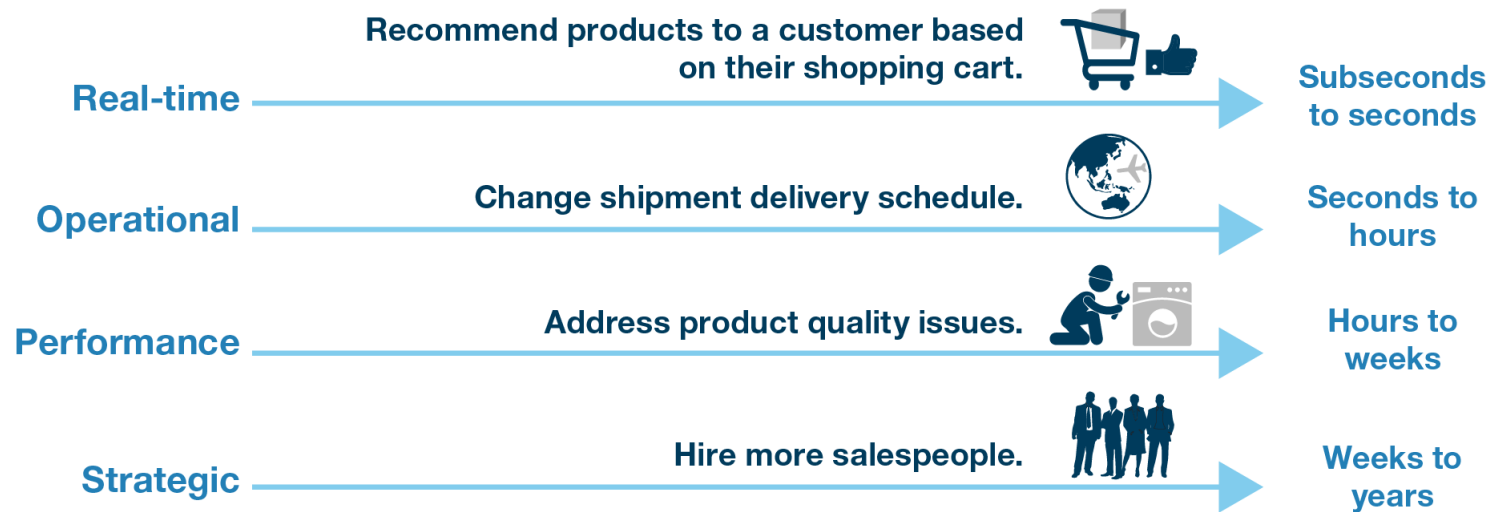 Recommend products to a customer based
on their shopping cart.
Real-time
Subseconds
to seconds
Change shipment delivery schedule.
Operational
Seconds to
hours
Address product quality issues.
Performance
Hours to
weeks
Hire more salespeople.
Strategic
Weeks to
years